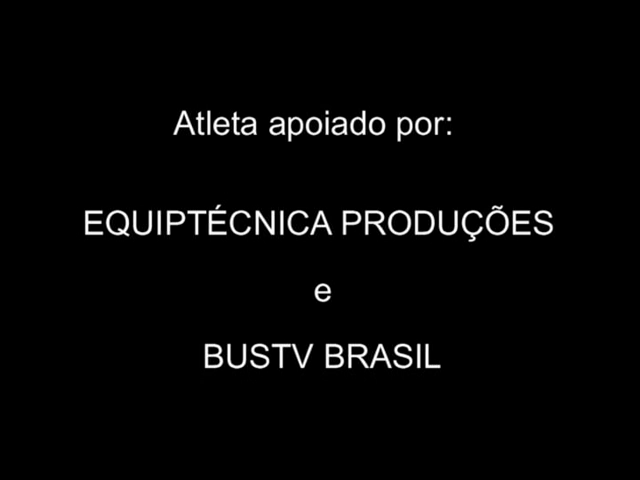 Atleta apoiado por:
EQUIPTÉCNICA PRODUÇÕES
e
BUSTV BRASIL